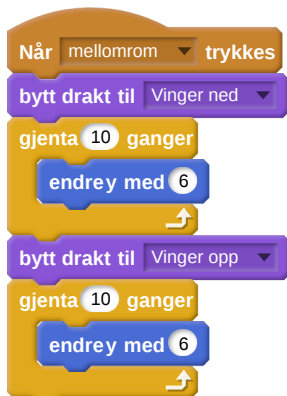 Når mellomrom trykkes
bytt drakt til Vinger ned
gjenta 10 ganger
endrey med 6
bytt drakt til Vinger opp
gjenta 10 ganger
endrey med 6